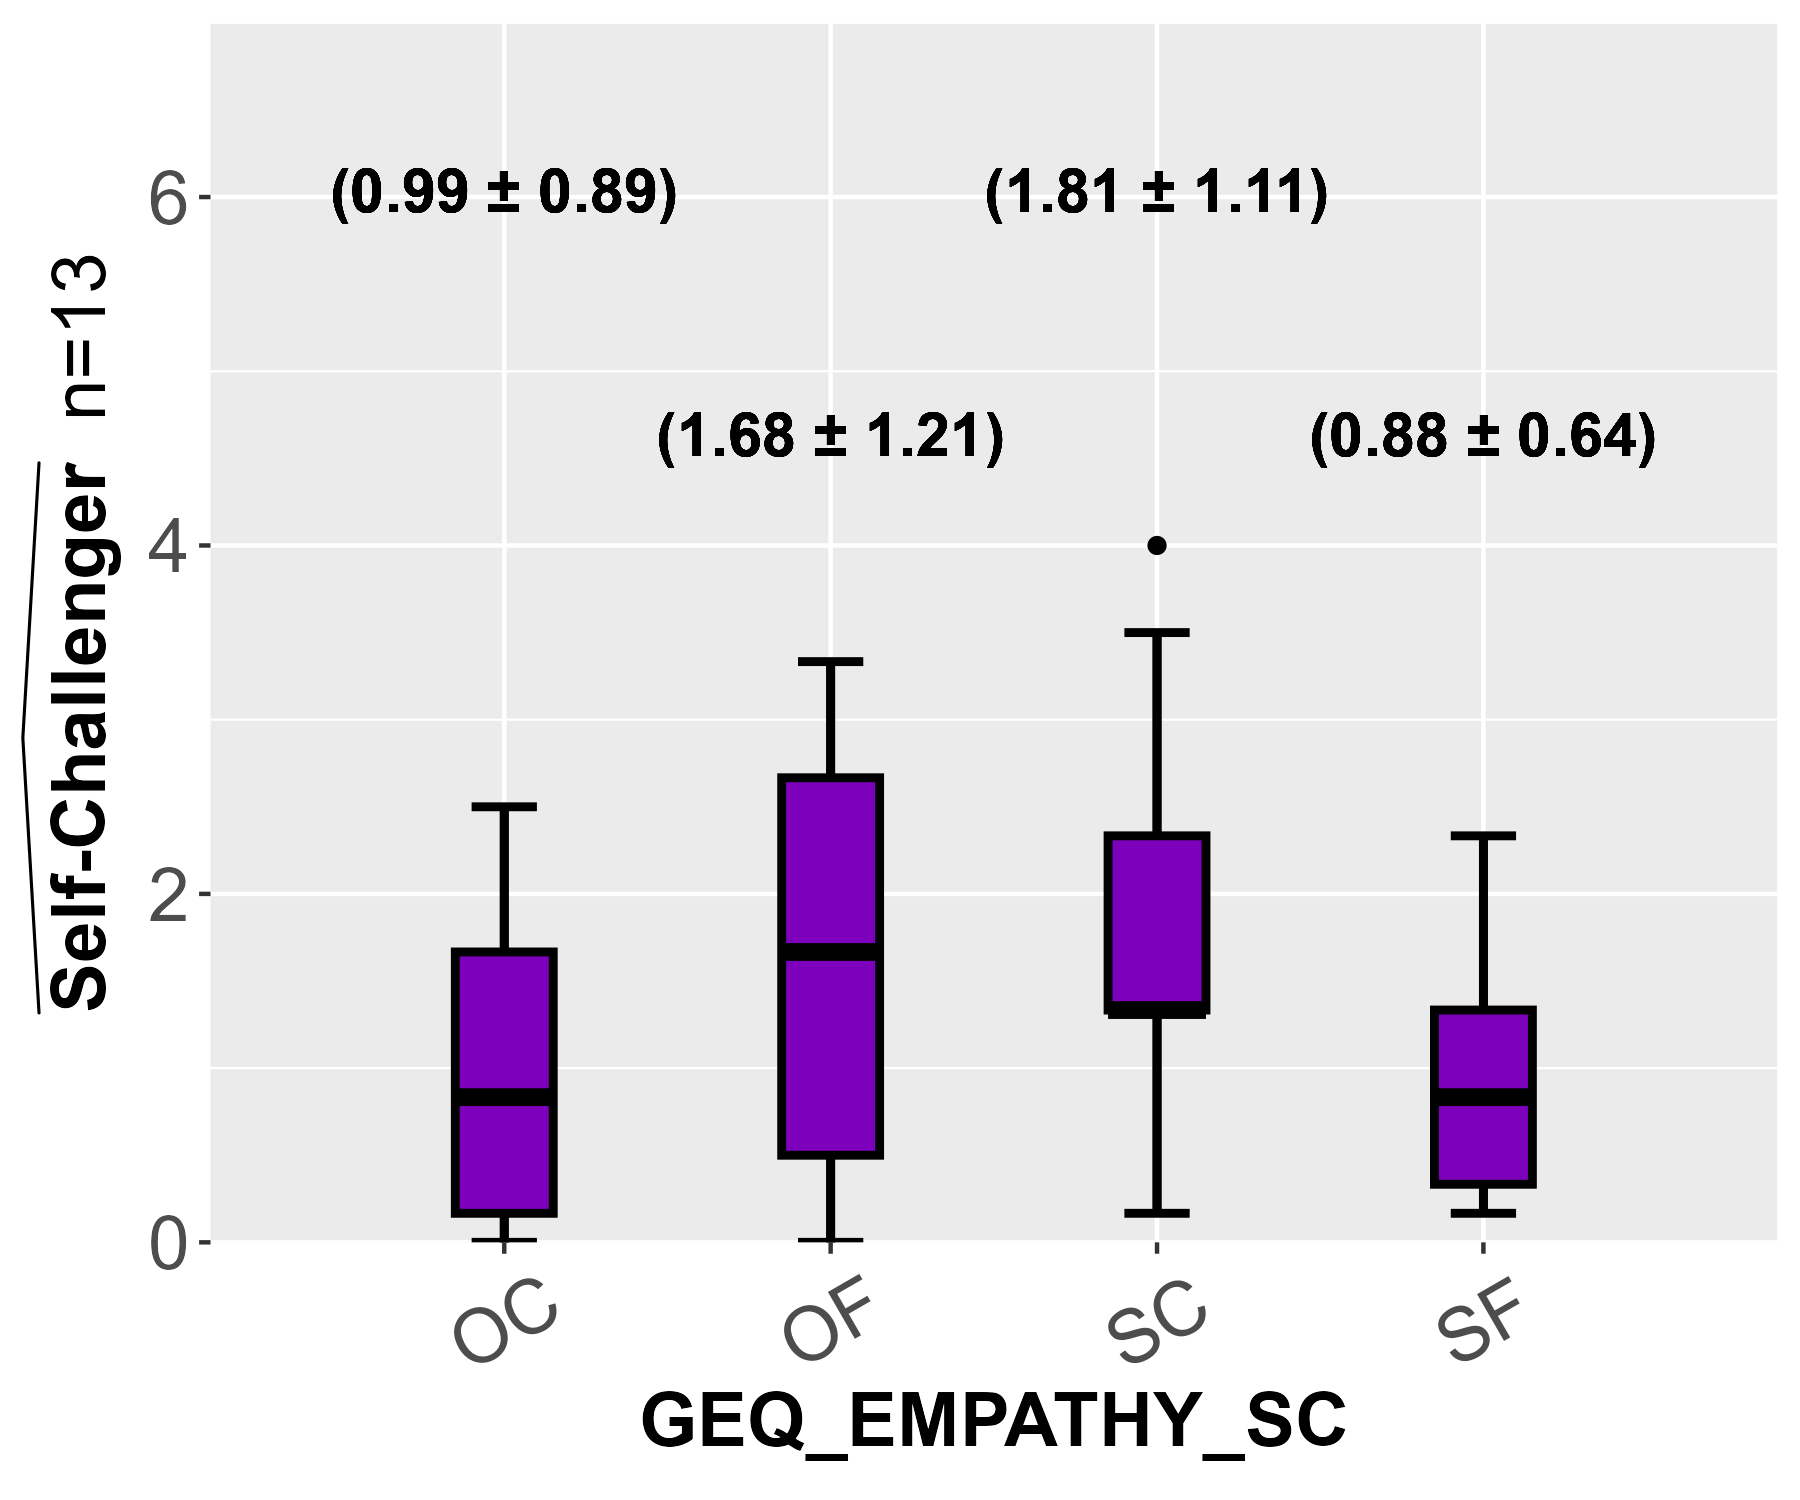 Self-Challenger n=13
6
4
2
0
(0.99 ± 0.89)
(1.81 ± 1.11)
(1.68 ± 1.21)
(0.88 ± 0.64)
OC
OF
SC
SF
GEQ_EMPATHY_SC